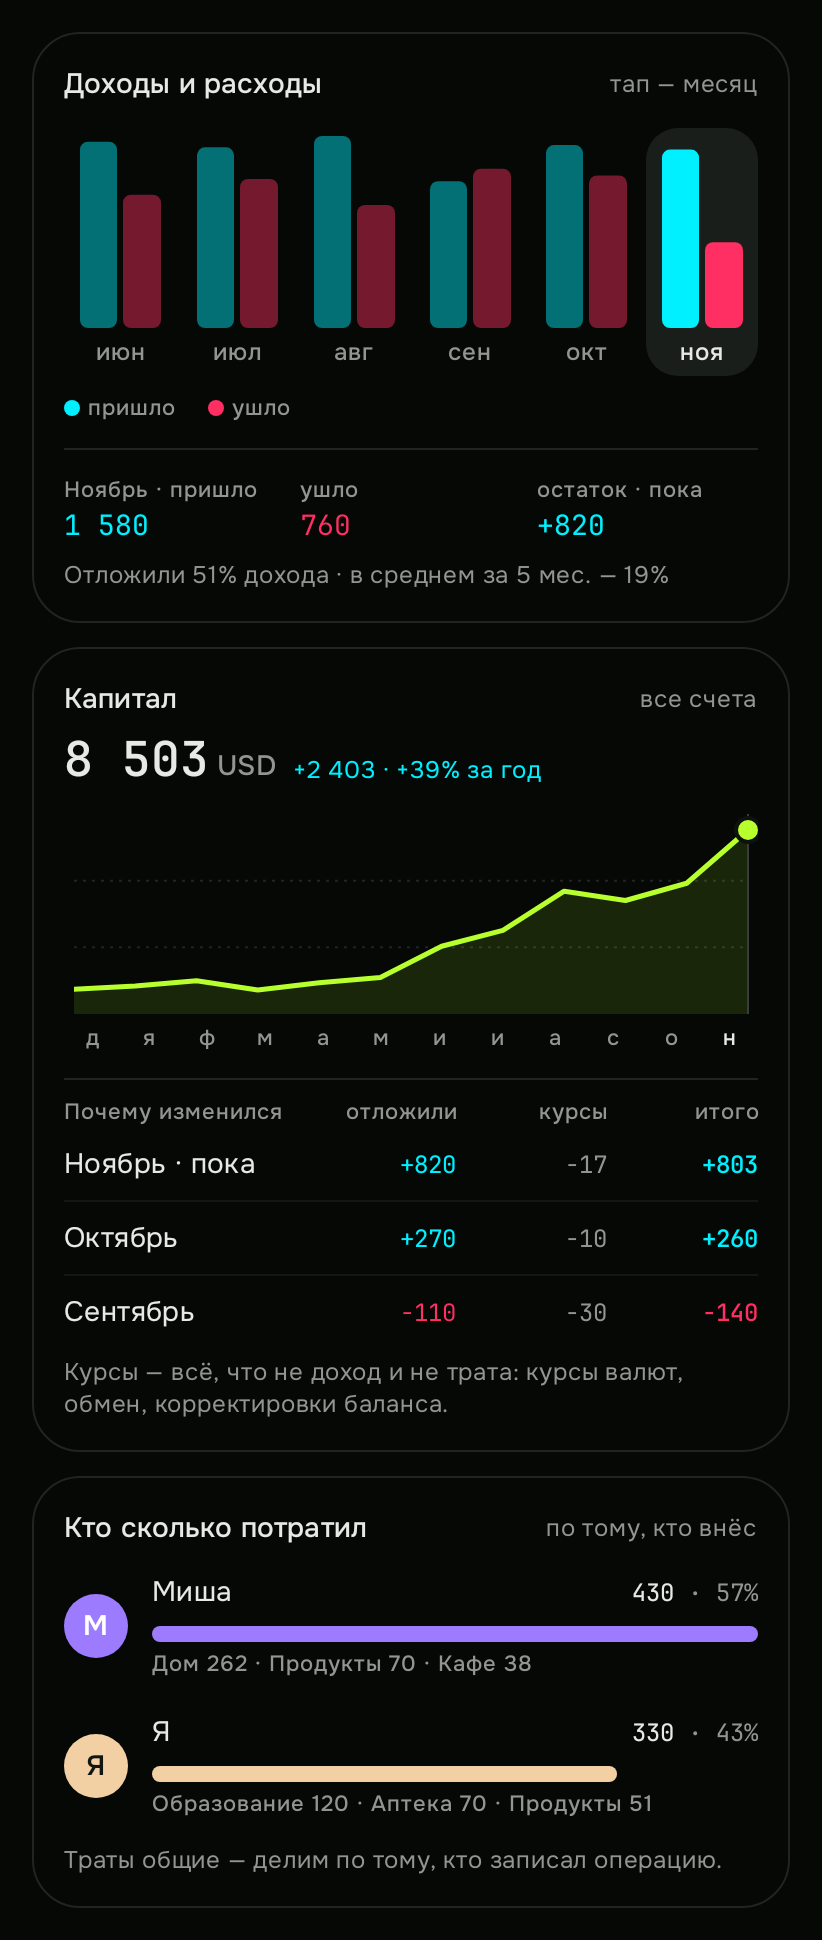 Доходы и расходы тап — месяц
июн июл авг сен окт ноя
пришло ушло
Ноябрь · пришло ушло остаток · пока
1 580 760 +820
Отложили 51% дохода · в среднем за 5 мес. — 19%
Капитал все счета
8 503 USD +2 403 · +39% за год
д я ф м а м и и а с о н
Почему изменился отложили курсы итого
Ноябрь · пока +820 -17 +803
Октябрь +270 -10 +260
Сентябрь -110 -30 -140
Курсы — всё, что не доход и не трата: курсы валют,
обмен, корректировки баланса.
Кто сколько потратил по тому, кто внёс
М Миша 430 · 57%
Дом 262 · Продукты 70 · Кафе 38
Я Я 330 · 43%
Образование 120 · Аптека 70 · Продукты 51
Траты общие — делим по тому, кто записал операцию.